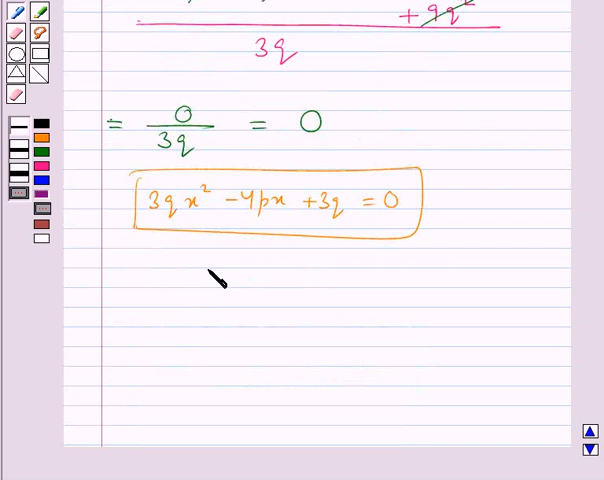 + 9q²
3q
= 0/3q = 0
3qx² - 4px + 3q = 0